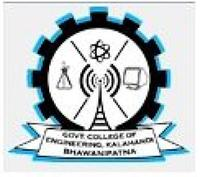 GOVT. COLLEGE OF
ENGINEERING, KALAHANDI
BHAWANIPATNA